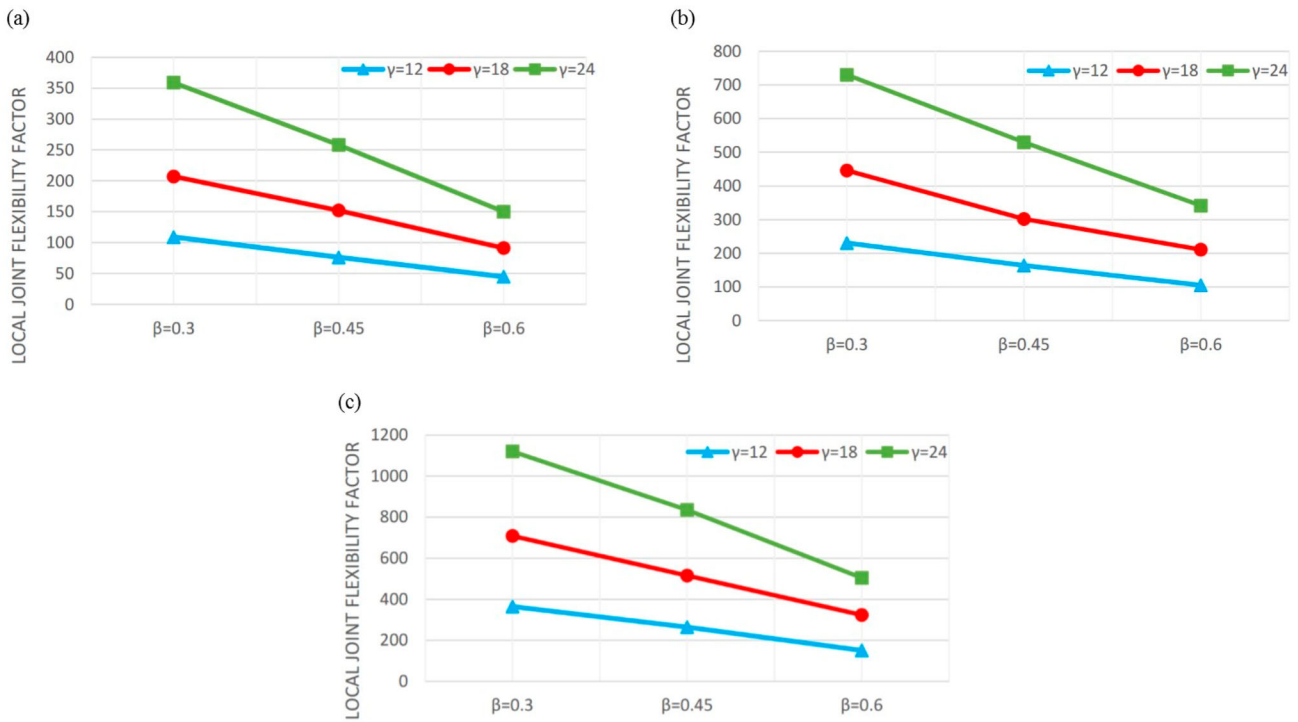 (a)
LOCAL JOINT FLEXIBILITY FACTOR
400
350
300
250
200
150
100
50
0
γ=12 γ=18 γ=24
β=0.3 β=0.45 β=0.6
(b)
LOCAL JOINT FLEXIBILITY FACTOR
800
700
600
500
400
300
200
100
0
γ=12 γ=18 γ=24
β=0.3 β=0.45 β=0.6
(c)
LOCAL JOINT FLEXIBILITY FACTOR
1200
1000
800
600
400
200
0
γ=12 γ=18 γ=24
β=0.3 β=0.45 β=0.6